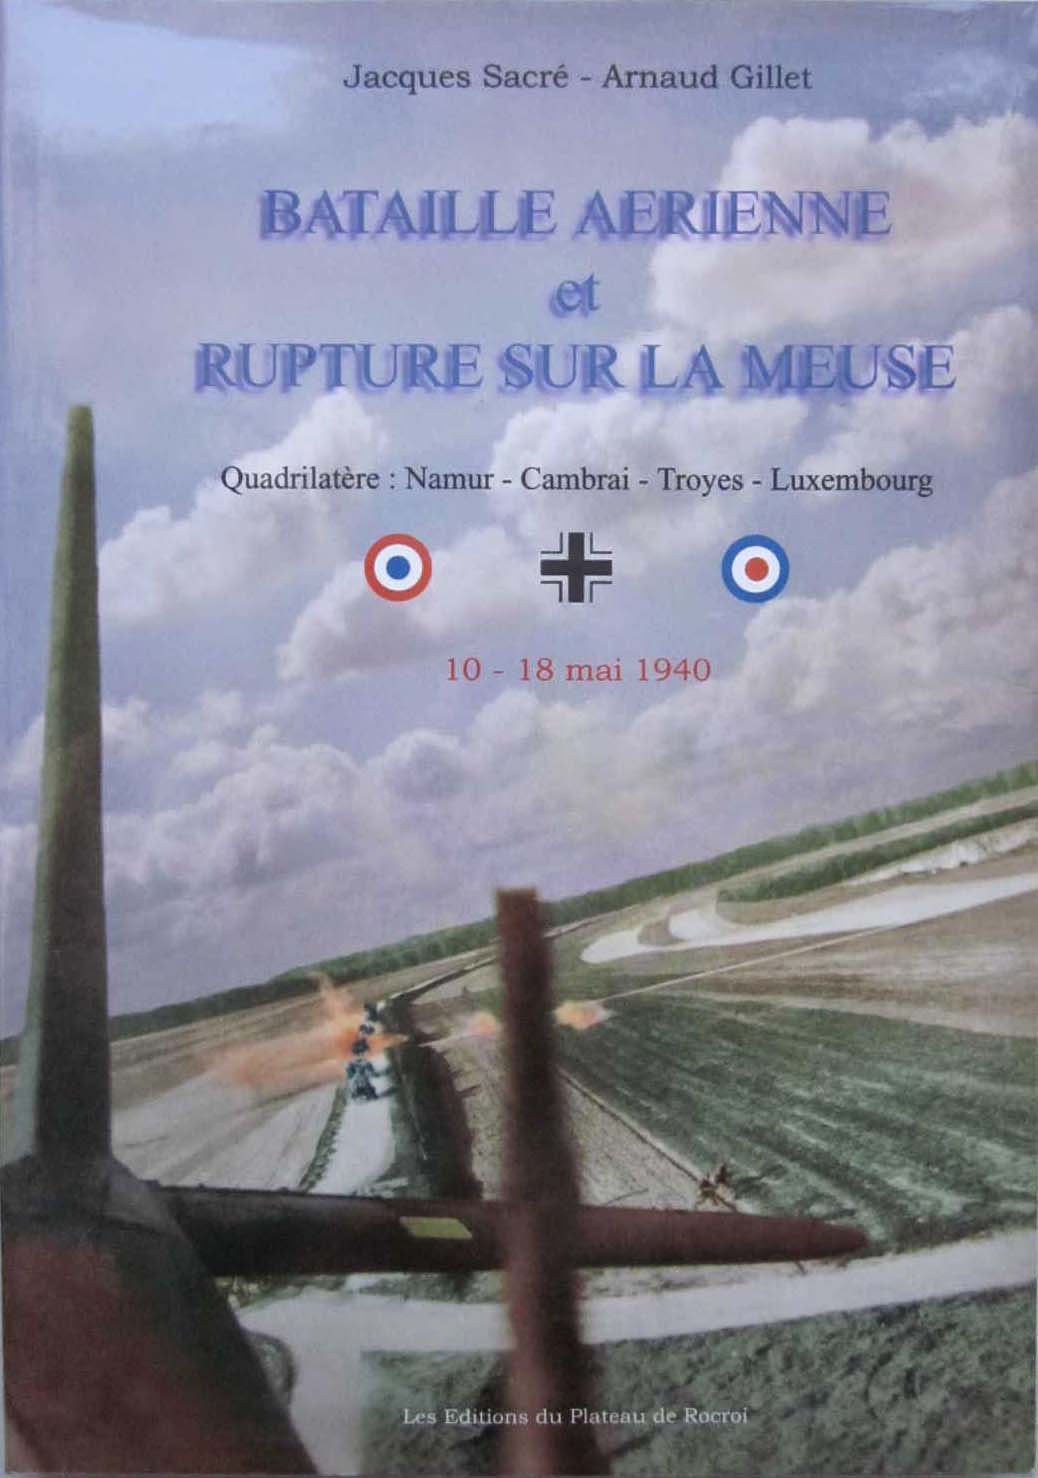 Jacques Sacré - Arnaud Gillet
BATAILLE AERIENNE
et
RUPTURE SUR LA MEUSE
Quadrilatère : Namur - Cambrai - Troyes - Luxembourg
10 - 18 mai 1940
Les Editions du Plateau de Rocroi